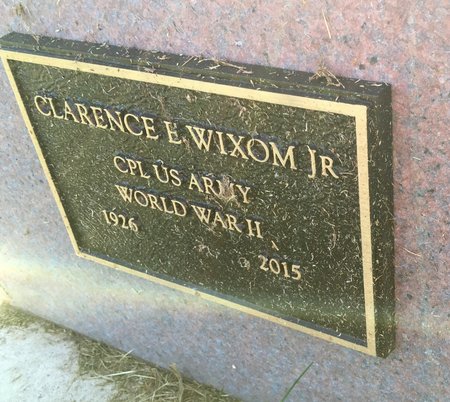 CLARENCE E WIXOM JR
CPL US ARMY
WORLD WAR II
1926
2015